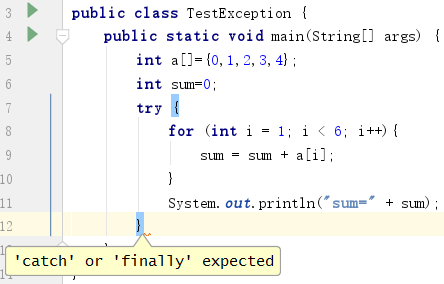 3 public class TestException {
4 public static void main(String[] args) {
5 int a[]={0,1,2,3,4};
6 int sum=0;
7 try {
8 for (int i = 1; i < 6; i++){
9 sum = sum + a[i];
10 }
11 System.out.println("sum=" + sum);
12 }
'catch' or 'finally' expected